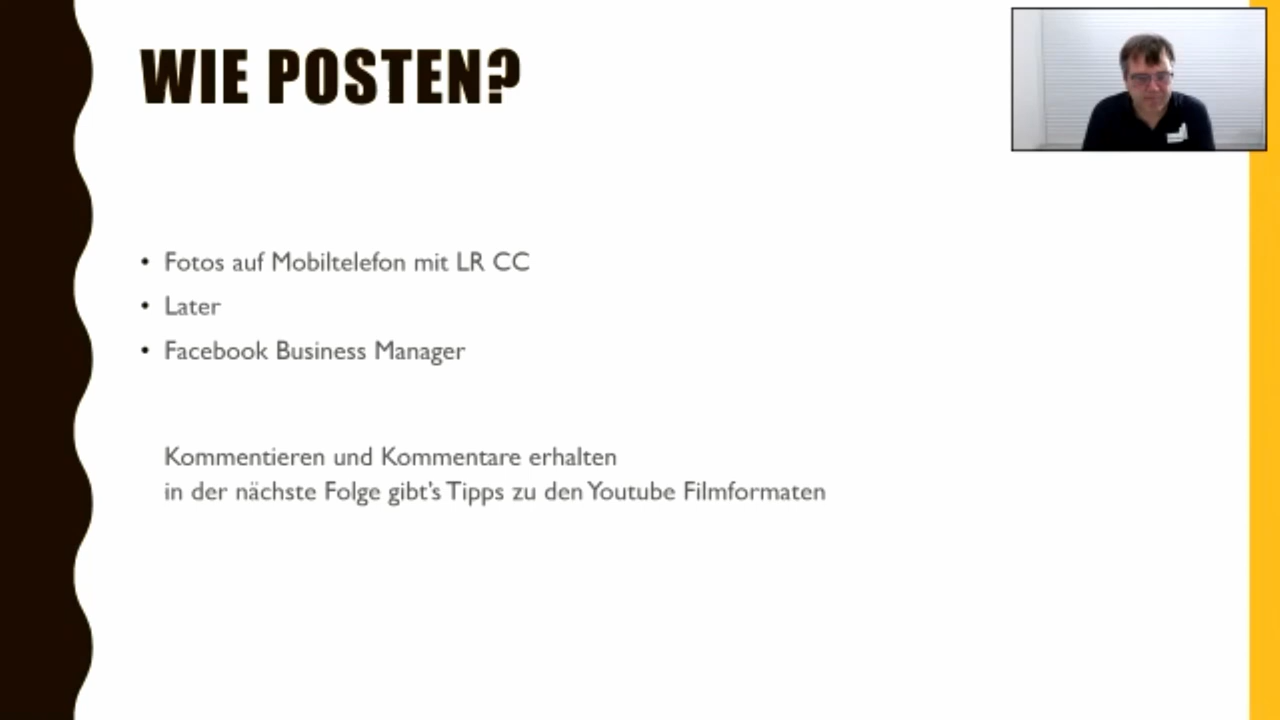 WIE POSTEN?
• Fotos auf Mobiltelefon mit LR CC
• Later
• Facebook Business Manager
Kommentieren und Kommentare erhalten
in der nächste Folge gibt's Tipps zu den Youtube Filmformaten